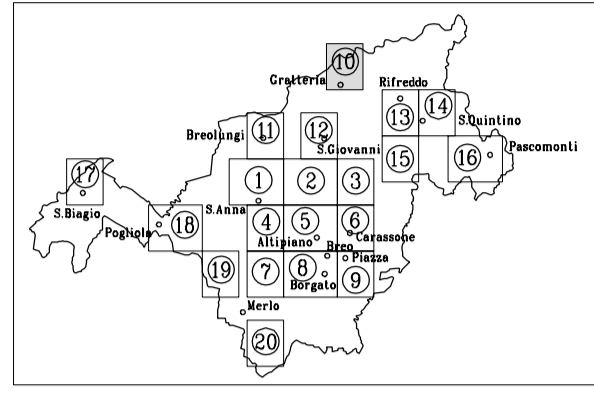 10
Gratteria
Rifreddo
14
13
S.Quintino
11
12
Breolungi
S.Giovanni
15
16
Pascomonti
17
1
2
3
S.Biagio
S.Anna
18
4
5
6
Pogliola
Altipiano
Carassone
Breo
Piazza
19
7
8
9
Borgato
Merlo
20